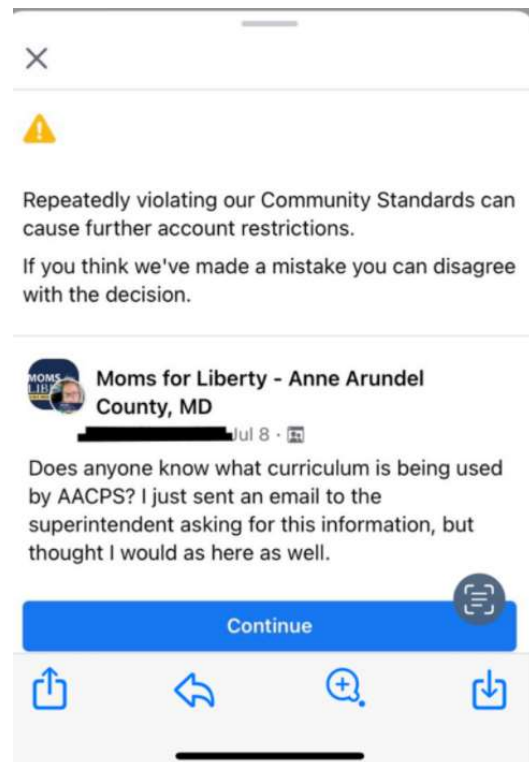 Repeatedly violating our Community Standards can
cause further account restrictions.
If you think we've made a mistake you can disagree
with the decision.
MOMS
LIBE
Moms for Liberty - Anne Arundel
County, MD
Jul 8 ·
Does anyone know what curriculum is being used
by AACPS? I just sent an email to the
superintendent asking for this information, but
thought I would as here as well.
Continue